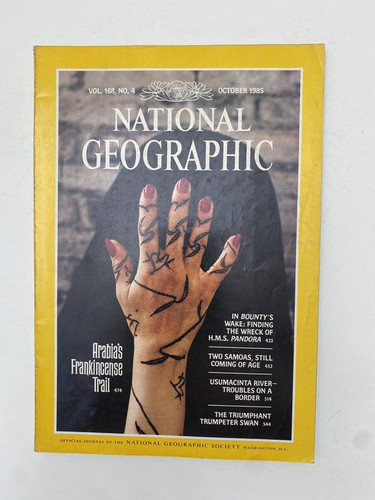 VOL. 168, NO. 4 OCTOBER 1985
NATIONAL
GEOGRAPHIC
IN BOUNTY'S
WAKE: FINDING
THE WRECK OF
H.M.S. PANDORA 423
Arabia's
Frankincense
Trail 474
TWO SAMOAS, STILL
COMING OF AGE 452
USUMACINTA RIVER–
TROUBLES ON A
BORDER 514
THE TRIUMPHANT
TRUMPETER SWAN 544
OFFICIAL JOURNAL OF THE NATIONAL GEOGRAPHIC SOCIETY WASHINGTON, D.C.